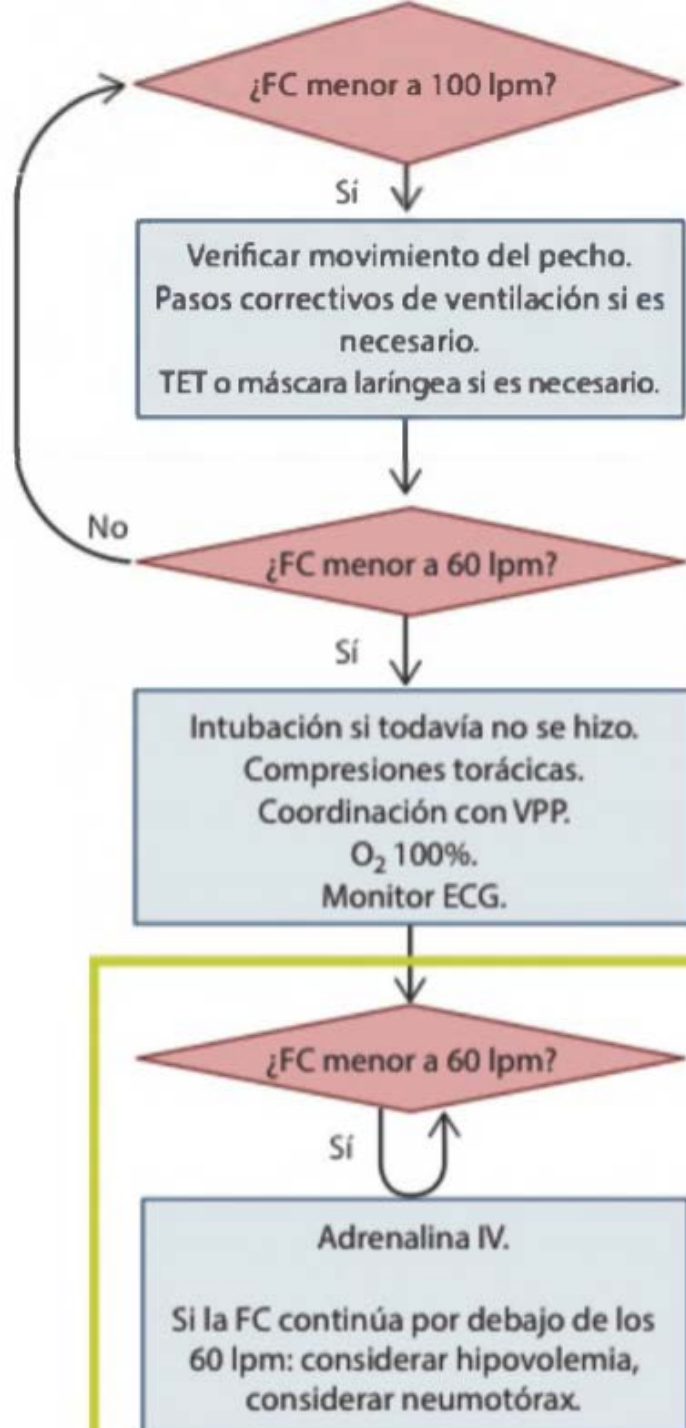 ¿FC menor a 100 lpm?
Sí
Verificar movimiento del pecho.
Pasos correctivos de ventilación si es
necesario.
TET o máscara laríngea si es necesario.
No
¿FC menor a 60 lpm?
Sí
Intubación si todavía no se hizo.
Compresiones torácicas.
Coordinación con VPP.
O₂ 100%.
Monitor ECG.
¿FC menor a 60 lpm?
Sí
Adrenalina IV.
Si la FC continúa por debajo de los
60 lpm: considerar hipovolemia,
considerar neumotórax.